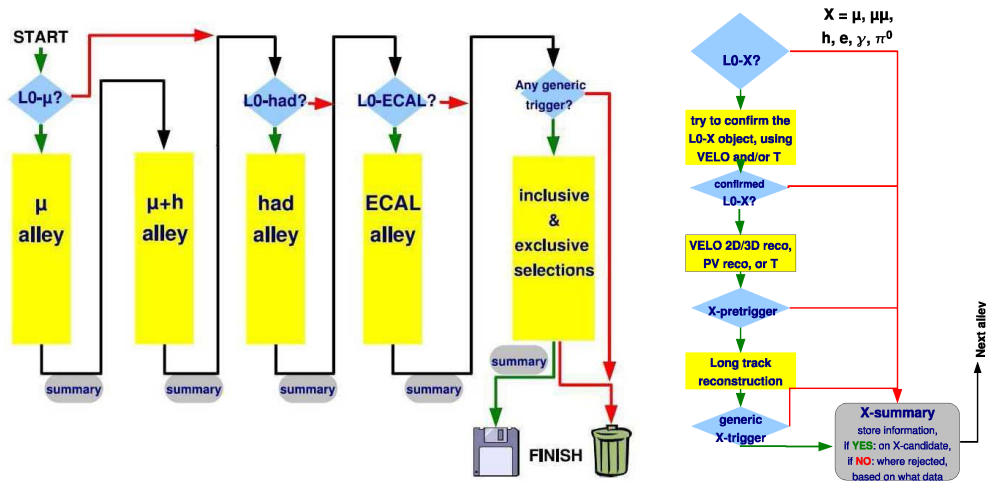 START
L0-μ?
μ
alley
summary
μ+h
alley
summary
L0-had?
had
alley
summary
L0-ECAL?
ECAL
alley
summary
Any generic
trigger?
inclusive
&
exclusive
selections
summary
FINISH
X = μ, μμ,
h, e, γ, π⁰
L0-X?
try to confirm the
L0-X object, using
VELO and/or T
confirmed
L0-X?
VELO 2D/3D reco,
PV reco, or T
X-pretrigger
Long track
reconstruction
generic
X-trigger
X-summary
store information,
if YES: on X-candidate,
if NO: where rejected,
based on what data
Next alley